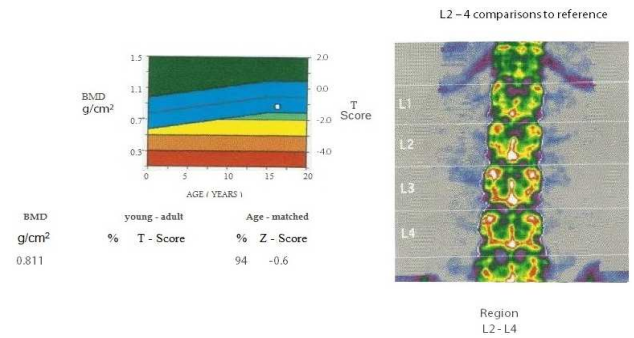 L2 – 4 comparisons to reference
1.5
1.1
0.7
0.3
BMD
g/cm²
2.0
0.0
-2.0
-4.0
T
Score
0 5 10 15 20
AGE ( YEARS )
L1
L2
L3
L4
BMD young - adult Age - matched
g/cm² % T - Score % Z - Score
0.811 94 -0.6
Region
L2 - L4